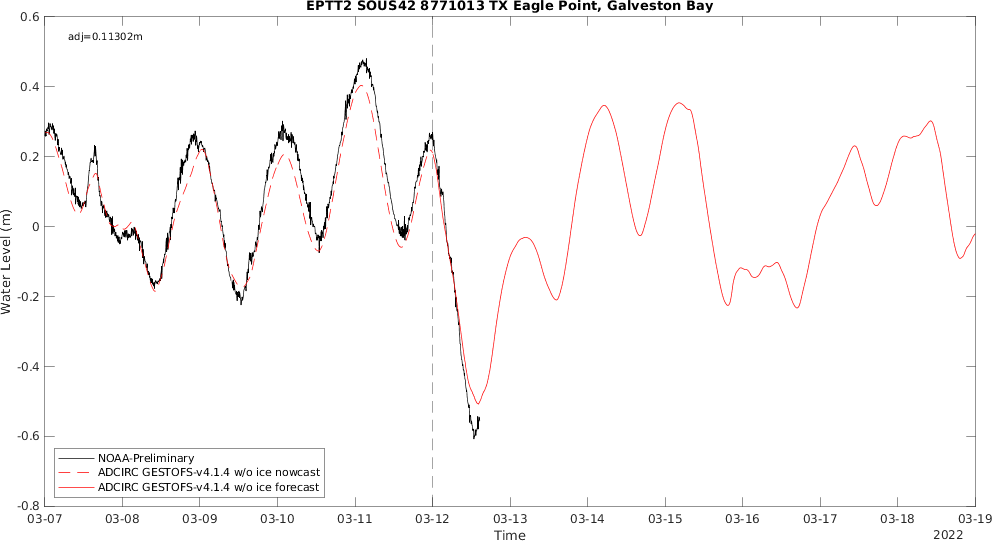 EPTT2 SOUS42 8771013 TX Eagle Point, Galveston Bay
adj=0.11302m
0.6
0.4
0.2
0
-0.2
-0.4
-0.6
-0.8
Water Level (m)
NOAA-Preliminary
ADCIRC GESTOFS-v4.1.4 w/o ice nowcast
ADCIRC GESTOFS-v4.1.4 w/o ice forecast
03-07 03-08 03-09 03-10 03-11 03-12 03-13 03-14 03-15 03-16 03-17 03-18 03-19
Time
2022